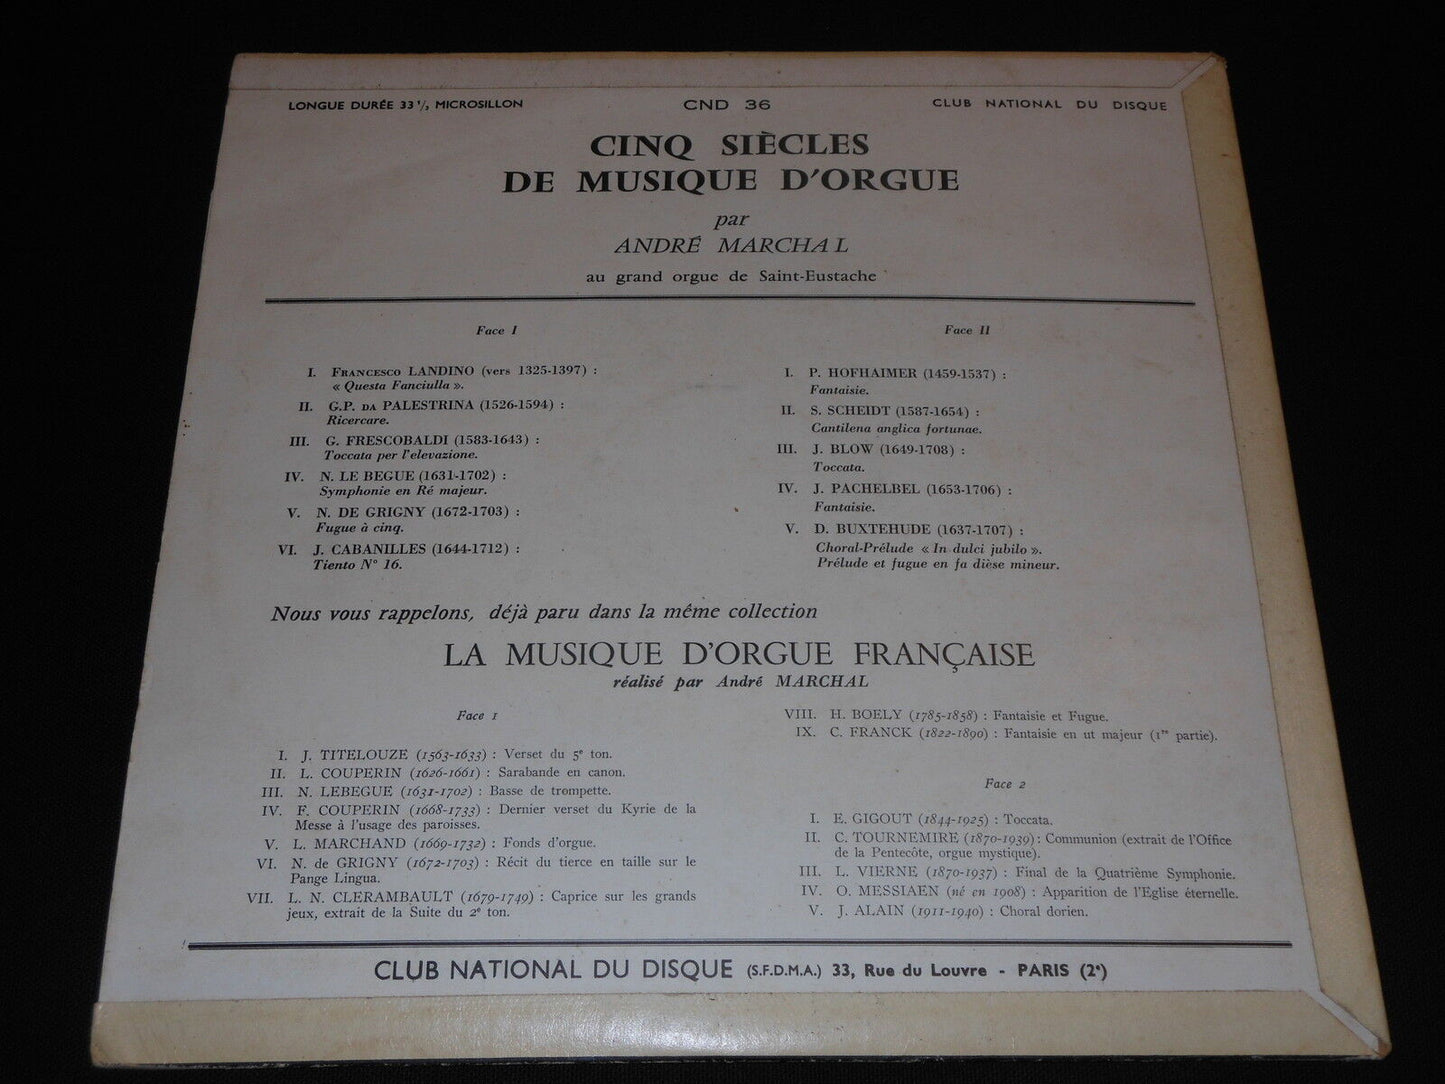 LONGUE DURÉE 33 1/3 MICROSILLON
CND 36
CLUB NATIONAL DU DISQUE
CINQ SIÈCLES
DE MUSIQUE D'ORGUE
par
ANDRÉ MARCHAL
au grand orgue de Saint-Eustache
Face I
I. FRANCESCO LANDINO (vers 1325-1397) :
« Questa Fanciulla ».
II. G.P. DA PALESTRINA (1526-1594) :
Ricercare.
III. G. FRESCOBALDI (1583-1643) :
Toccata per l'elevazione.
IV. N. LE BEGUE (1631-1702) :
Symphonie en Ré majeur.
V. N. DE GRIGNY (1672-1703) :
Fugue à cinq.
VI. J. CABANILLES (1644-1712) :
Tiento N° 16.
Face II
I. P. HOFHAIMER (1459-1537) :
Fantaisie.
II. S. SCHEIDT (1587-1654) :
Cantilena anglica fortunae.
III. J. BLOW (1649-1708) :
Toccata.
IV. J. PACHELBEL (1653-1706) :
Fantaisie.
V. D. BUXTEHUDE (1637-1707) :
Choral-Prélude « In dulci jubilo ».
Prélude et fugue en fa dièse mineur.
Nous vous rappelons, déjà paru dans la même collection
LA MUSIQUE D'ORGUE FRANÇAISE
réalisé par André MARCHAL
Face 1
I. J. TITELOUZE (1563-1633) : Verset du 5e ton.
II. L. COUPERIN (1626-1661) : Sarabande en canon.
III. N. LEBEGUE (1631-1702) : Basse de trompette.
IV. F. COUPERIN (1668-1733) : Dernier verset du Kyrie de la
Messe à l'usage des paroisses.
V. L. MARCHAND (1669-1732) : Fonds d'orgue.
VI. N. de GRIGNY (1672-1703) : Récit du tierce en taille sur le
Pange Lingua.
VII. L. N. CLERAMBAULT (1679-1749) : Caprice sur les grands
jeux, extrait de la Suite du 2e ton.
VIII. H. BOELY (1785-1858) : Fantaisie et Fugue.
IX. C. FRANCK (1822-1890) : Fantaisie en ut majeur (1re partie).
Face 2
I. E. GIGOUT (1844-1925) : Toccata.
II. C. TOURNEMIRE (1870-1939) : Communion (extrait de l'Office
de la Pentecôte, orgue mystique).
III. L. VIERNE (1870-1937) : Final de la Quatrième Symphonie.
IV. O. MESSIAEN (né en 1908) : Apparition de l'Eglise éternelle.
V. J. ALAIN (1911-1940) : Choral dorien.
CLUB NATIONAL DU DISQUE (S.F.D.M.A.) 33, Rue du Louvre - PARIS (2e)